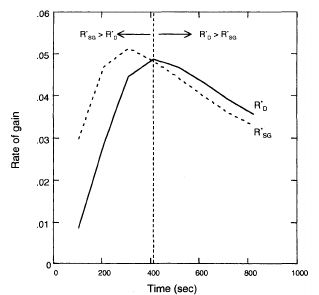 R*SG > R*D
R*D > R*SG
.06
.05
.04
.03
.02
.01
0
Rate of gain
R*D
R*SG
0 200 400 600 800 1000
Time (sec)